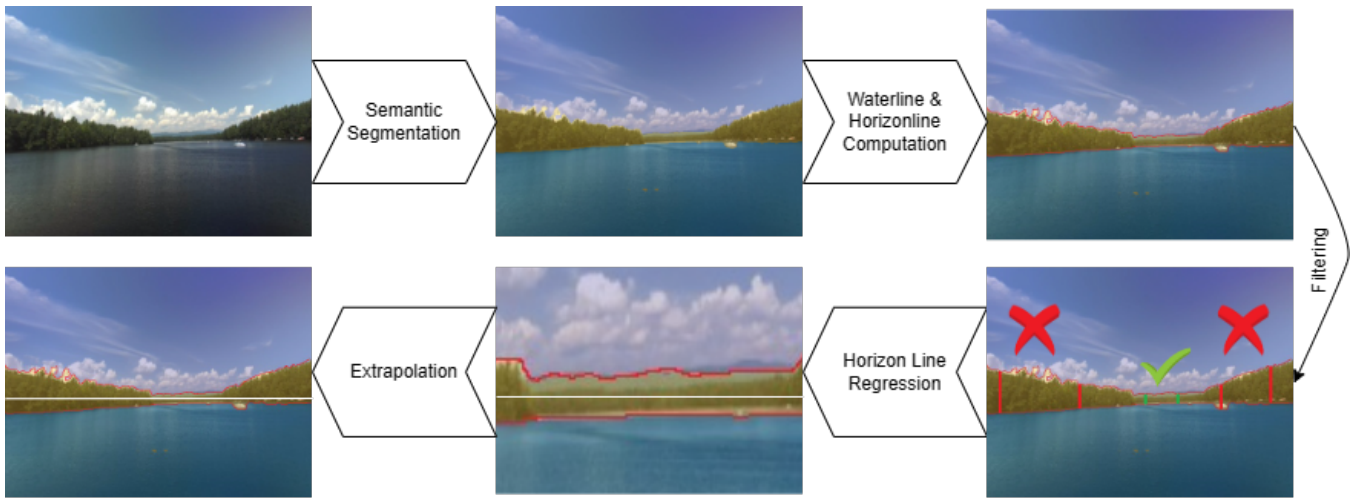 Semantic
Segmentation
Waterline &
Horizonline
Computation
Filtering
Horizon Line
Regression
Extrapolation